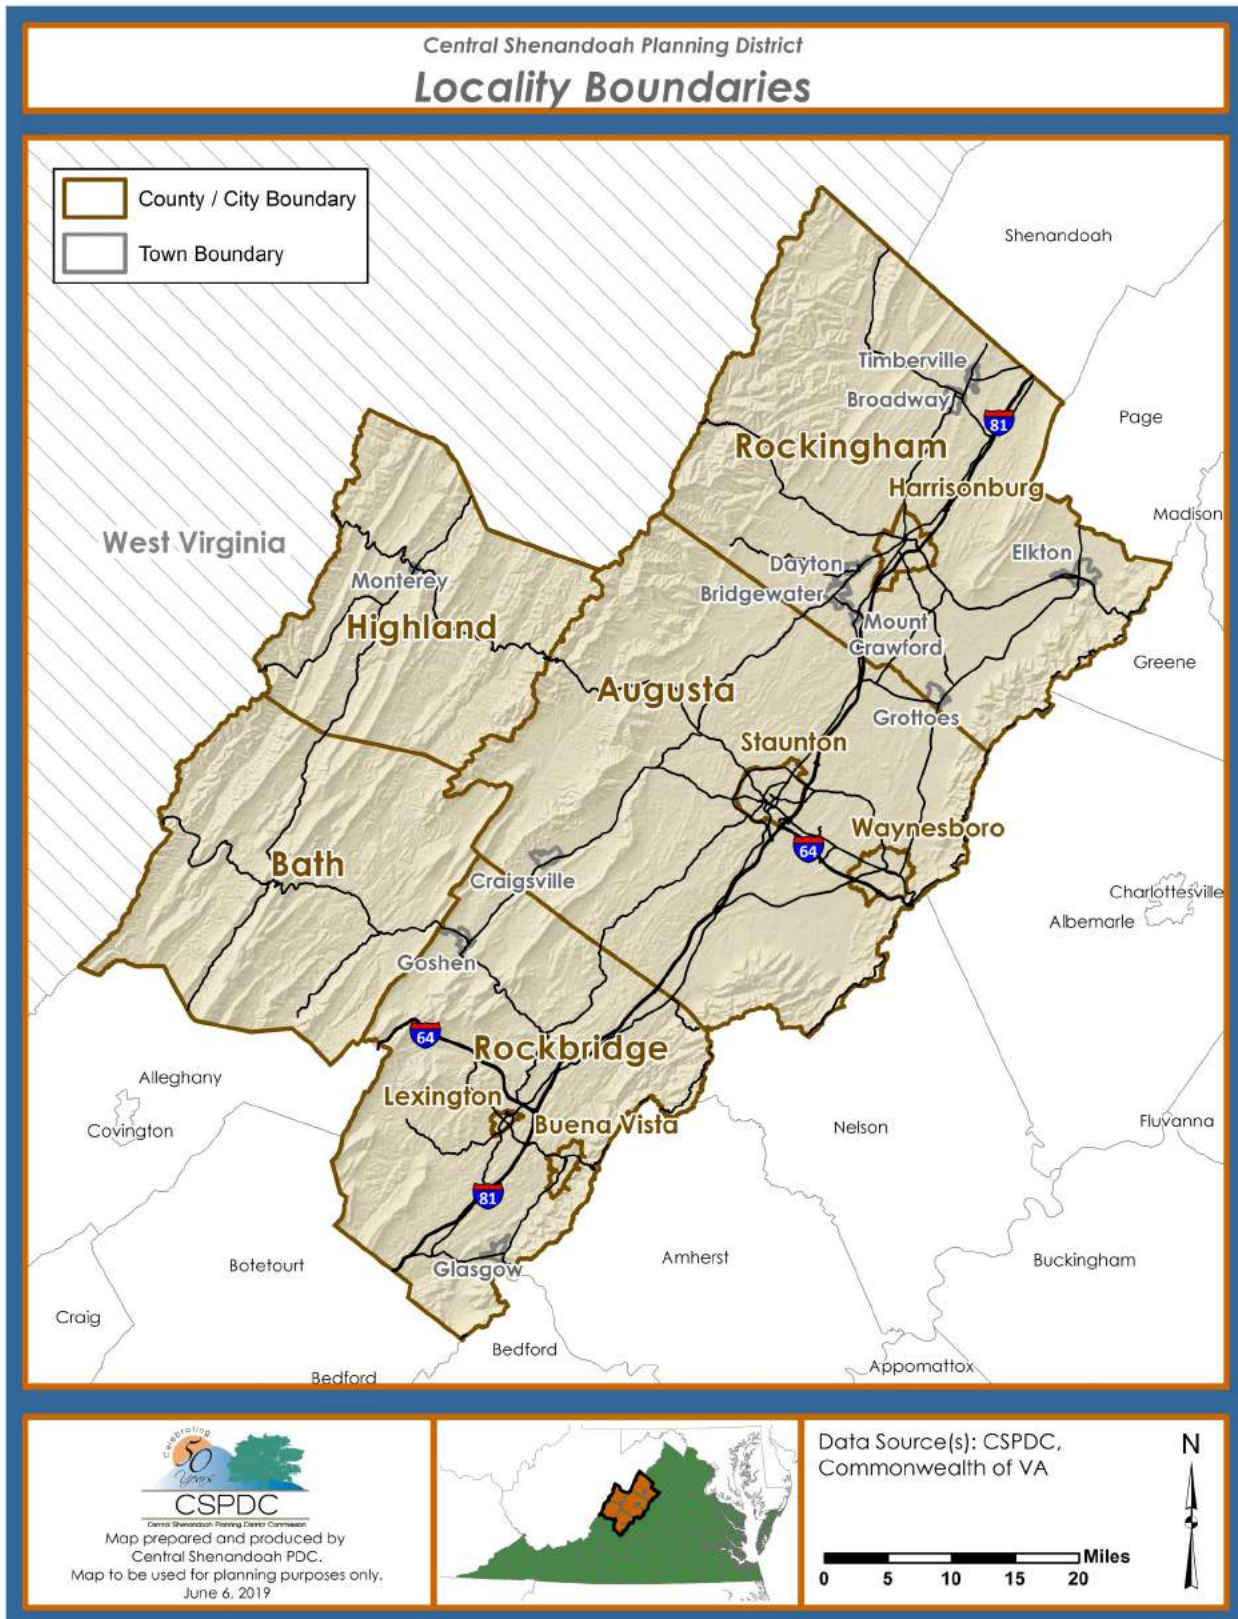 Central Shenandoah Planning District
Locality Boundaries
County / City Boundary
Town Boundary
Shenandoah
Timberville
Broadway
81
Page
Rockingham
Harrisonburg
Madison
West Virginia
Monterey
Dayton
Elkton
Bridgewater
Highland
Mount
Crawford
Greene
Augusta
Grottoes
Staunton
Waynesboro
64
Bath
Craigsville
Charlottesville
Albemarle
Goshen
64
Rockbridge
Alleghany
Lexington
Buena Vista
Covington
Nelson
Fluvanna
81
Botetourt
Glasgow
Amherst
Buckingham
Craig
Bedford
Appomattox
Bedford
Celebrating
50
Years
CSPDC
Central Shenandoah Planning District Commission
Map prepared and produced by
Central Shenandoah PDC.
Map to be used for planning purposes only.
June 6, 2019
Data Source(s): CSPDC,
Commonwealth of VA
N
Miles
0 5 10 15 20